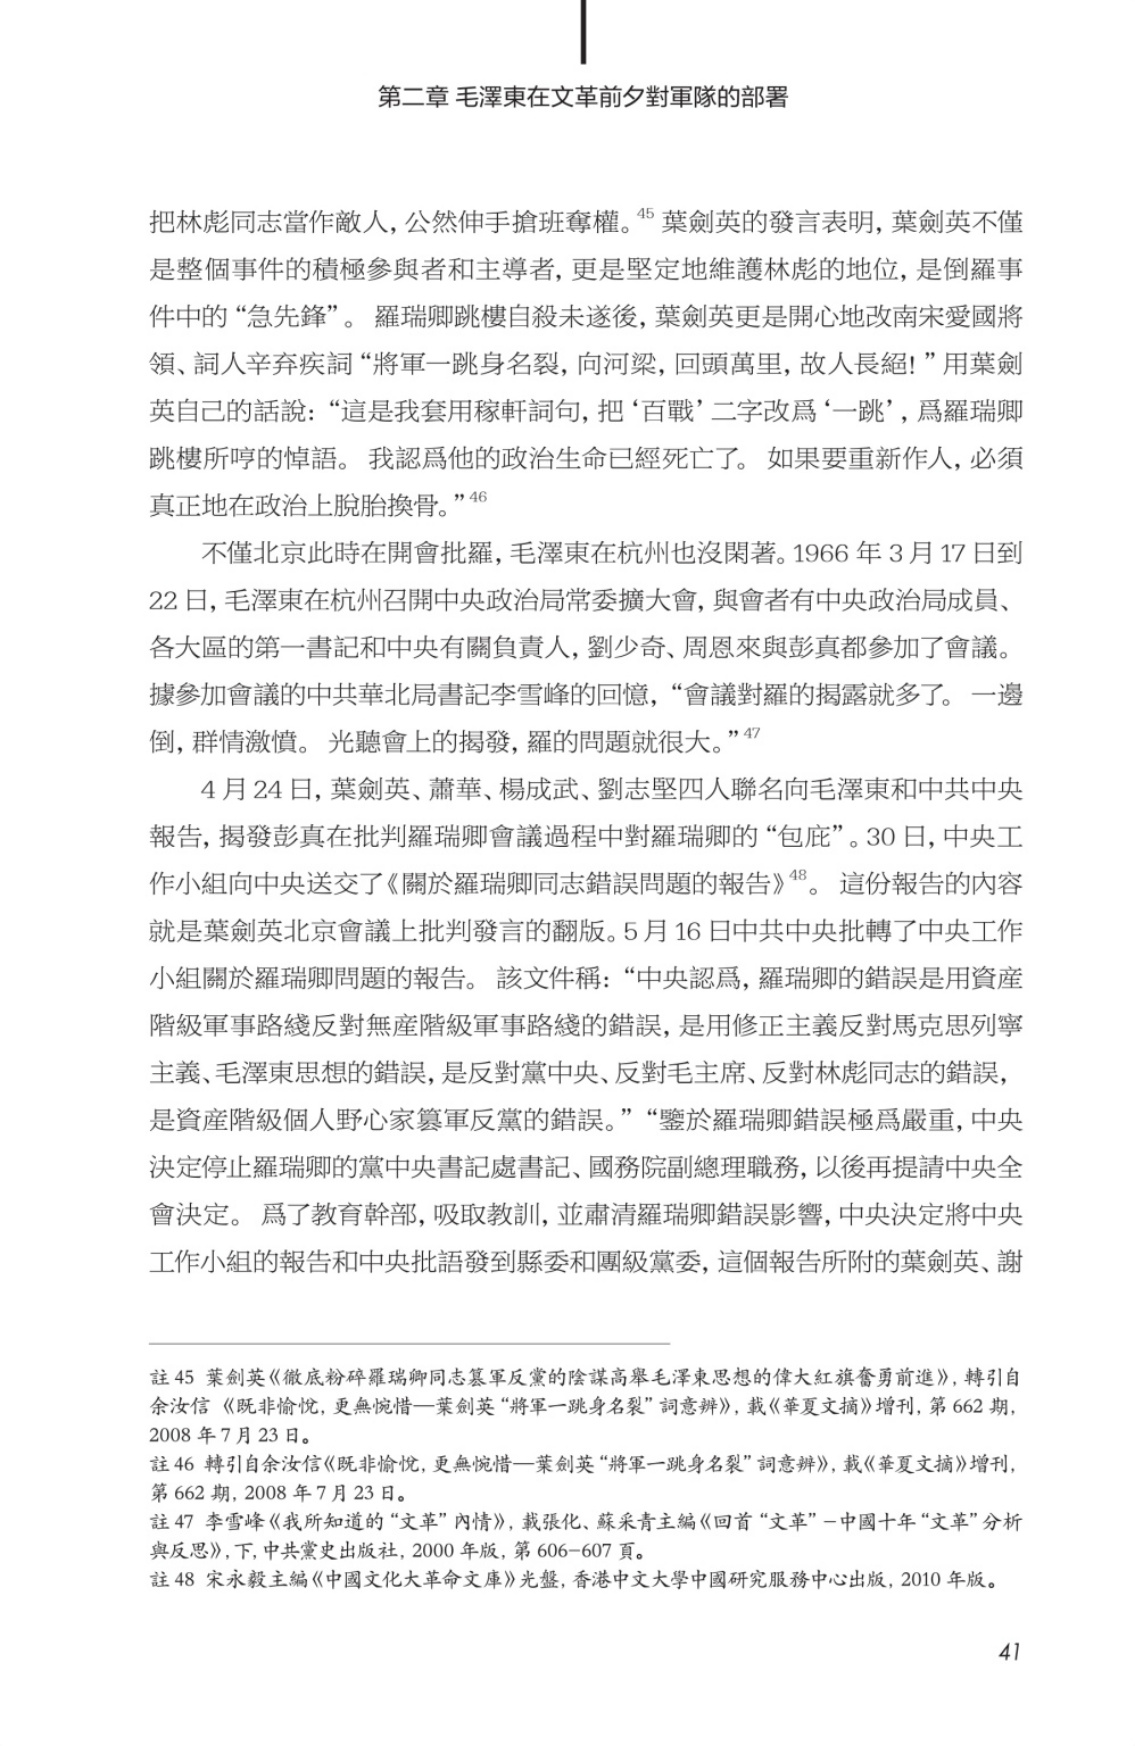 第二章 毛澤東在文革前夕對軍隊的部署
把林彪同志當作敵人，公然伸手搶班奪權。45 葉劍英的發言表明，葉劍英不僅
是整個事件的積極參與者和主導者，更是堅定地維護林彪的地位，是倒羅事
件中的“急先鋒”。 羅瑞卿跳樓自殺未遂後，葉劍英更是開心地改南宋愛國將
領、詞人辛弃疾詞“將軍一跳身名裂，向河梁，回頭萬里，故人長絕！”用葉劍
英自己的話說：“這是我套用稼軒詞句，把‘百戰’二字改爲‘一跳’，爲羅瑞卿
跳樓所哼的悼語。 我認爲他的政治生命已經死亡了。 如果要重新作人，必須
真正地在政治上脫胎換骨。”46
不僅北京此時在開會批羅，毛澤東在杭州也沒閑著。1966 年 3 月 17 日到
22 日，毛澤東在杭州召開中央政治局常委擴大會，與會者有中央政治局成員、
各大區的第一書記和中央有關負責人，劉少奇、周恩來與彭真都參加了會議。
據參加會議的中共華北局書記李雪峰的回憶，“會議對羅的揭露就多了。 一邊
倒，群情激憤。 光聽會上的揭發，羅的問題就很大。”47
4 月 24 日，葉劍英、蕭華、楊成武、劉志堅四人聯名向毛澤東和中共中央
報告，揭發彭真在批判羅瑞卿會議過程中對羅瑞卿的“包庇”。30 日，中央工
作小組向中央送交了《關於羅瑞卿同志錯誤問題的報告》48。 這份報告的內容
就是葉劍英北京會議上批判發言的翻版。5 月 16 日中共中央批轉了中央工作
小組關於羅瑞卿問題的報告。 該文件稱：“中央認爲，羅瑞卿的錯誤是用資産
階級軍事路綫反對無産階級軍事路綫的錯誤，是用修正主義反對馬克思列寧
主義、毛澤東思想的錯誤，是反對黨中央、反對毛主席、反對林彪同志的錯誤，
是資産階級個人野心家篡軍反黨的錯誤。”“鑒於羅瑞卿錯誤極爲嚴重，中央
決定停止羅瑞卿的黨中央書記處書記、國務院副總理職務，以後再提請中央全
會決定。 爲了教育幹部，吸取教訓，並肅清羅瑞卿錯誤影響，中央決定將中央
工作小組的報告和中央批語發到縣委和團級黨委，這個報告所附的葉劍英、謝
註 45 葉劍英《徹底粉碎羅瑞卿同志篡軍反黨的陰謀高舉毛澤東思想的偉大紅旗奮勇前進》，轉引自
余汝信 《既非愉悅，更無惋惜—葉劍英“將軍一跳身名裂”詞意辨》，載《華夏文摘》增刊，第 662 期，
2008 年 7 月 23 日。
註 46 轉引自余汝信《既非愉悅，更無惋惜—葉劍英“將軍一跳身名裂”詞意辨》，載《華夏文摘》增刊，
第 662 期，2008 年 7 月 23 日。
註 47 李雪峰《我所知道的“文革”內情》，載張化、蘇采青主編《回首“文革”–中國十年“文革”分析
與反思》，下，中共黨史出版社，2000 年版，第 606–607 頁。
註 48 宋永毅主編《中國文化大革命文庫》光盤，香港中文大學中國研究服務中心出版，2010 年版。
41